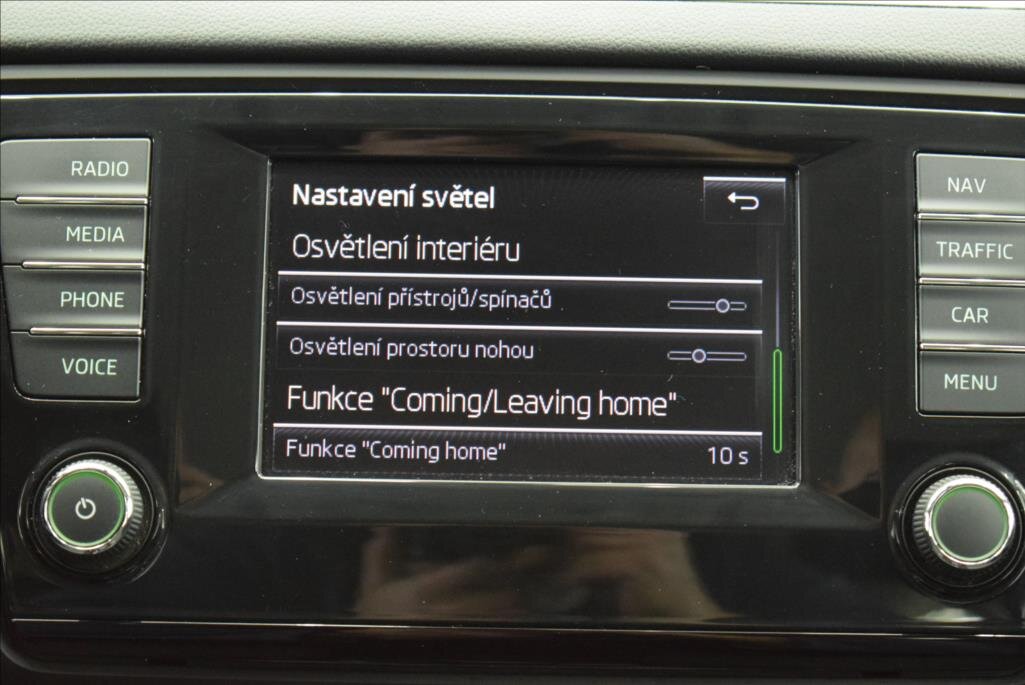 RADIO
MEDIA
PHONE
VOICE
Nastavení světel
Osvětlení interiéru
Osvětlení přístrojů/spínačů
Osvětlení prostoru nohou
Funkce "Coming/Leaving home"
Funkce "Coming home" 10 s
NAV
TRAFFIC
CAR
MENU